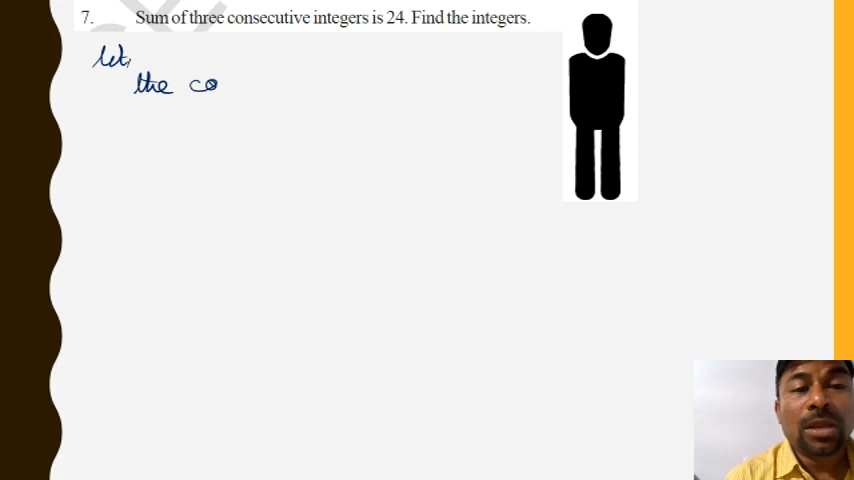 7. Sum of three consecutive integers is 24. Find the integers.
let,
the co